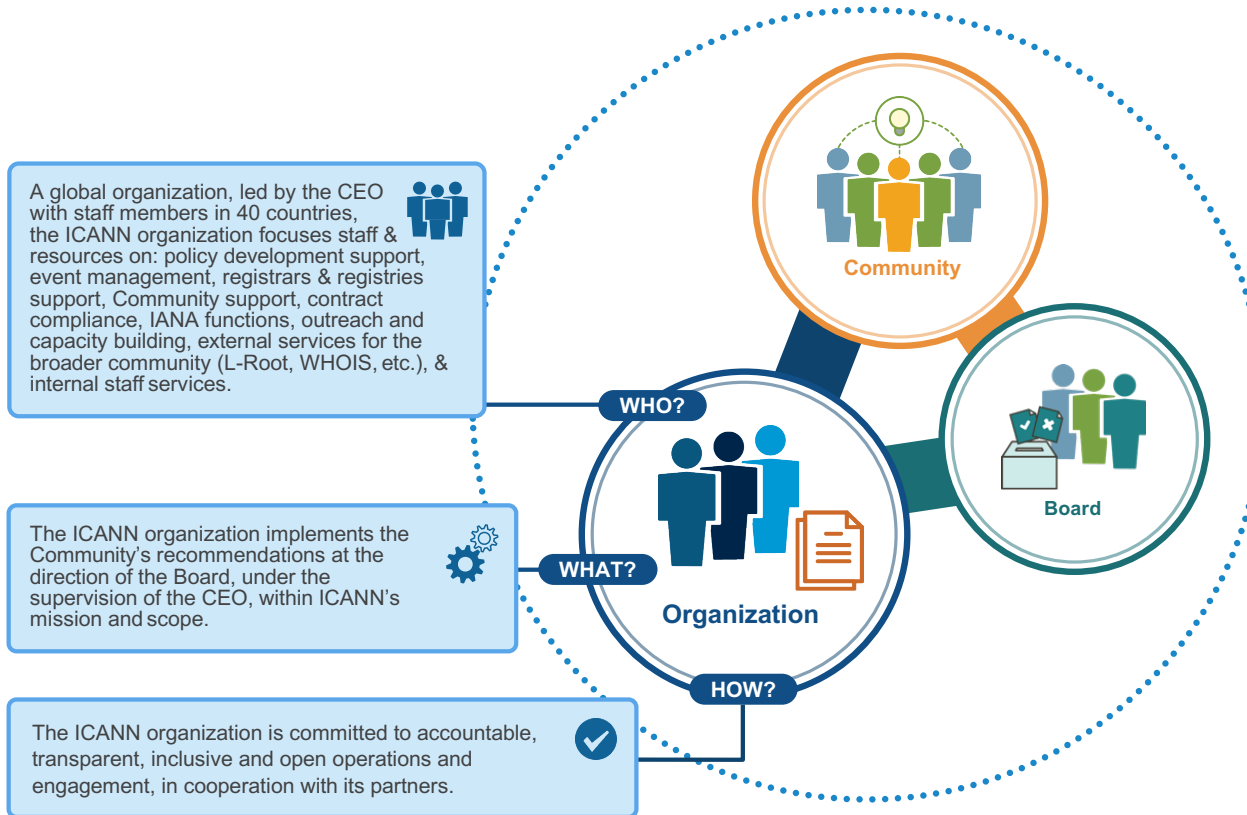 A global organization, led by the CEO
with staff members in 40 countries,
the ICANN organization focuses staff &
resources on: policy development support,
event management, registrars & registries
support, Community support, contract
compliance, IANA functions, outreach and
capacity building, external services for the
broader community (L-Root, WHOIS, etc.), &
internal staff services.
WHO?
The ICANN organization implements the
Community’s recommendations at the
direction of the Board, under the
supervision of the CEO, within ICANN’s
mission and scope.
WHAT?
The ICANN organization is committed to accountable,
transparent, inclusive and open operations and
engagement, in cooperation with its partners.
HOW?
Organization
Community
Board